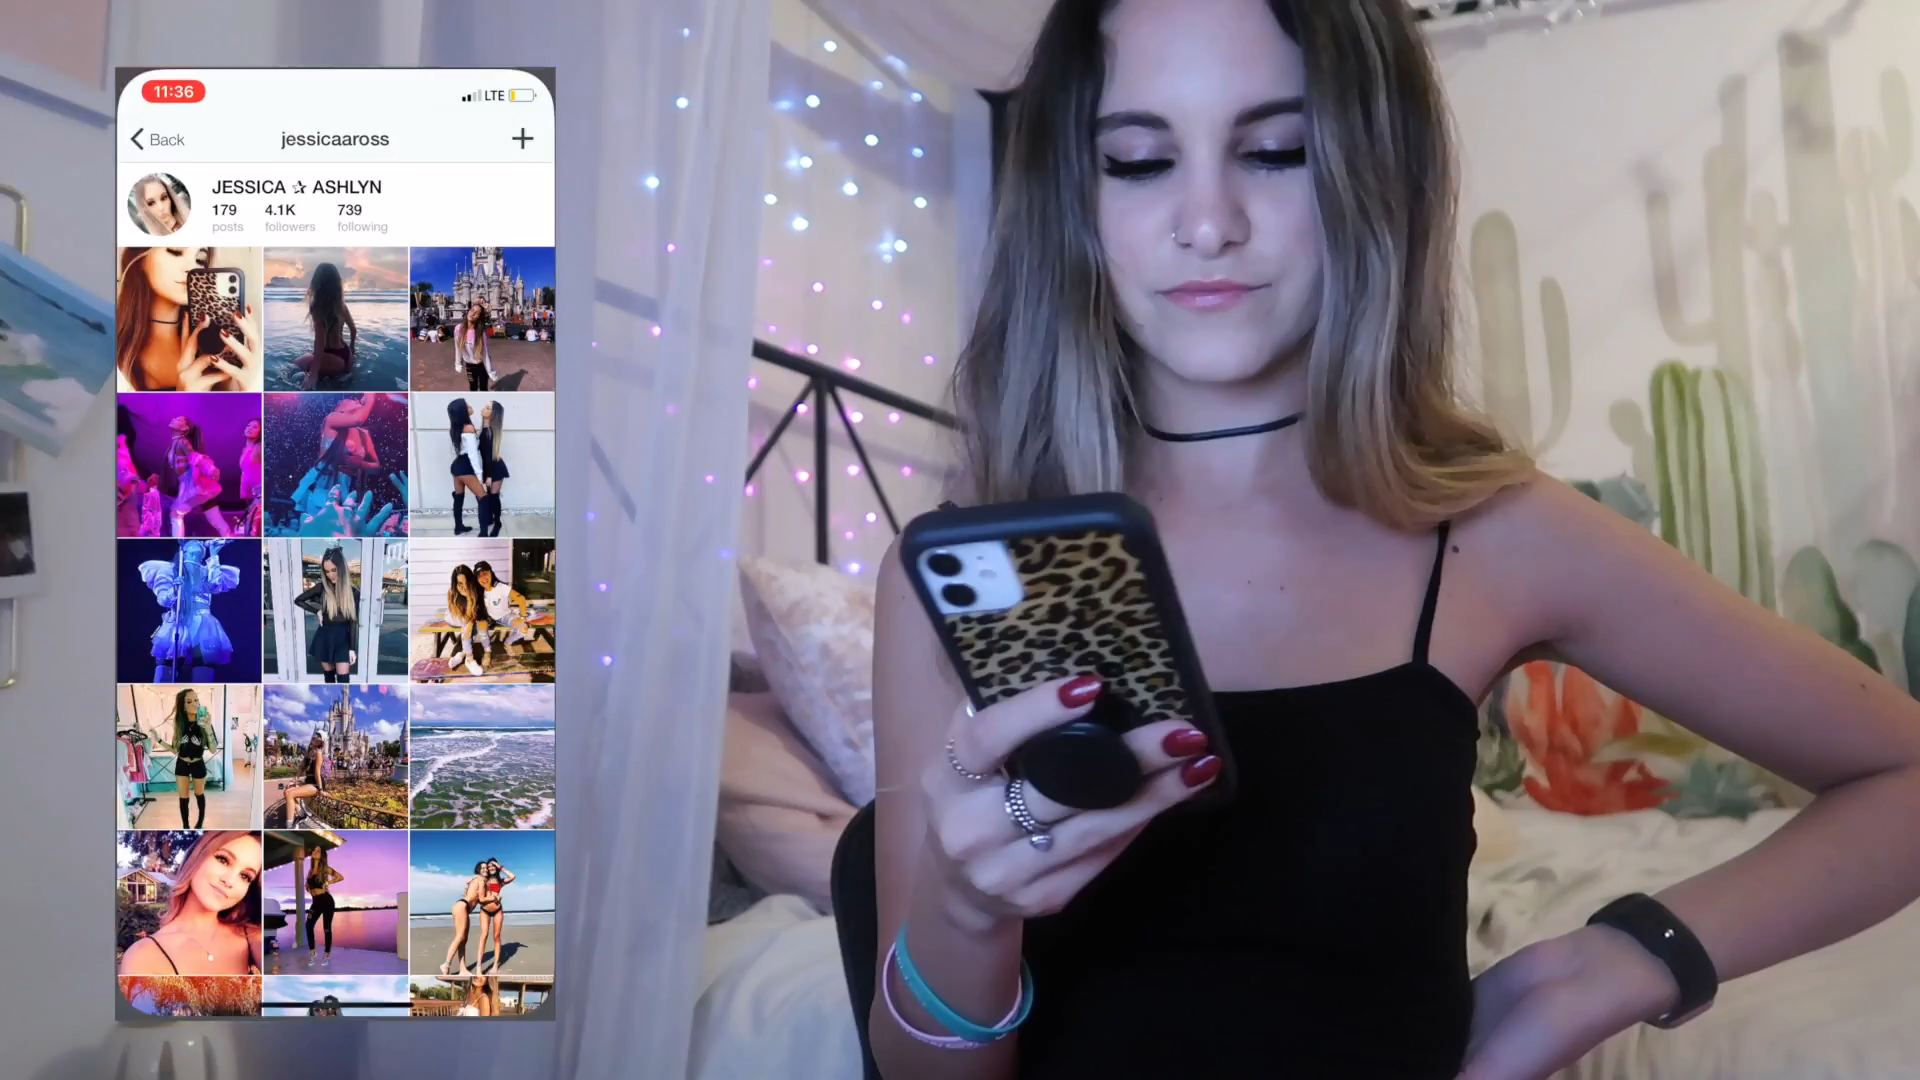 11:36
LTE
Back
jessicaaross
JESSICA ☆ ASHLYN
179 4.1K 739
posts followers following